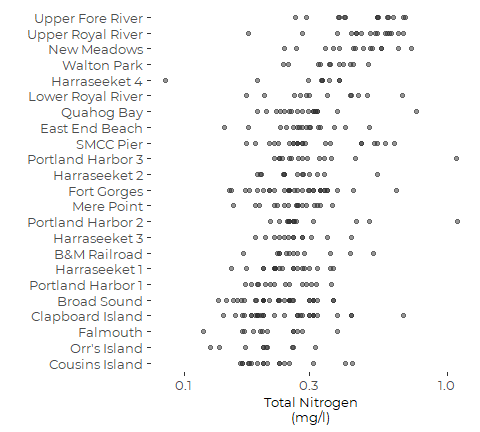 Upper Fore River
Upper Royal River
New Meadows
Walton Park
Harraseeket 4
Lower Royal River
Quahog Bay
East End Beach
SMCC Pier
Portland Harbor 3
Harraseeket 2
Fort Gorges
Mere Point
Portland Harbor 2
Harraseeket 3
B&M Railroad
Harraseeket 1
Portland Harbor 1
Broad Sound
Clapboard Island
Falmouth
Orr's Island
Cousins Island
0.1 0.3 1.0
Total Nitrogen
(mg/l)